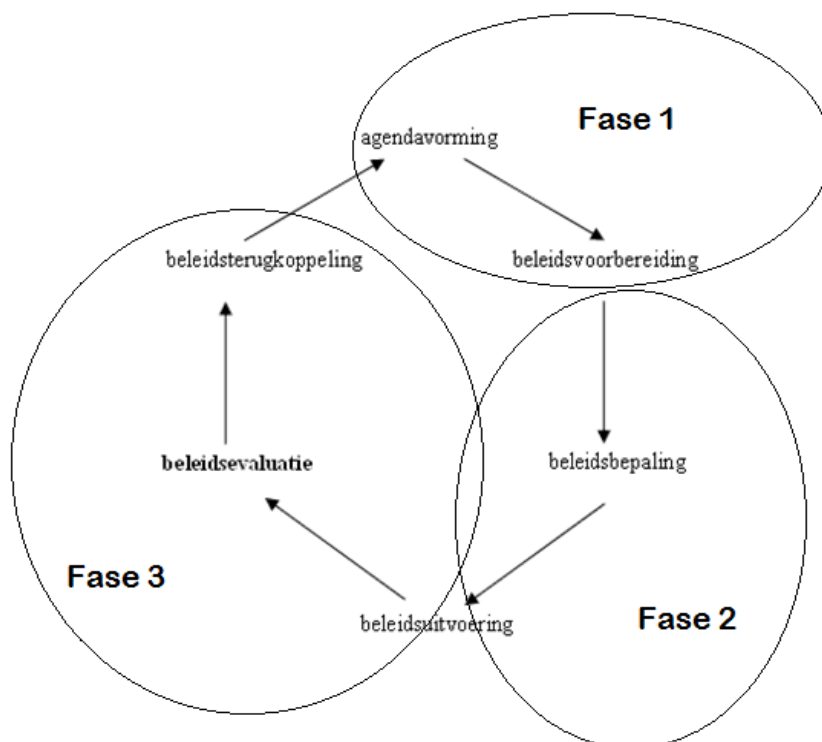 Fase 1
agendavorming
beleidsterugkoppeling
beleidsvoorbereiding
beleidsevaluatie
beleidsbepaling
Fase 3
beleidsuitvoering
Fase 2